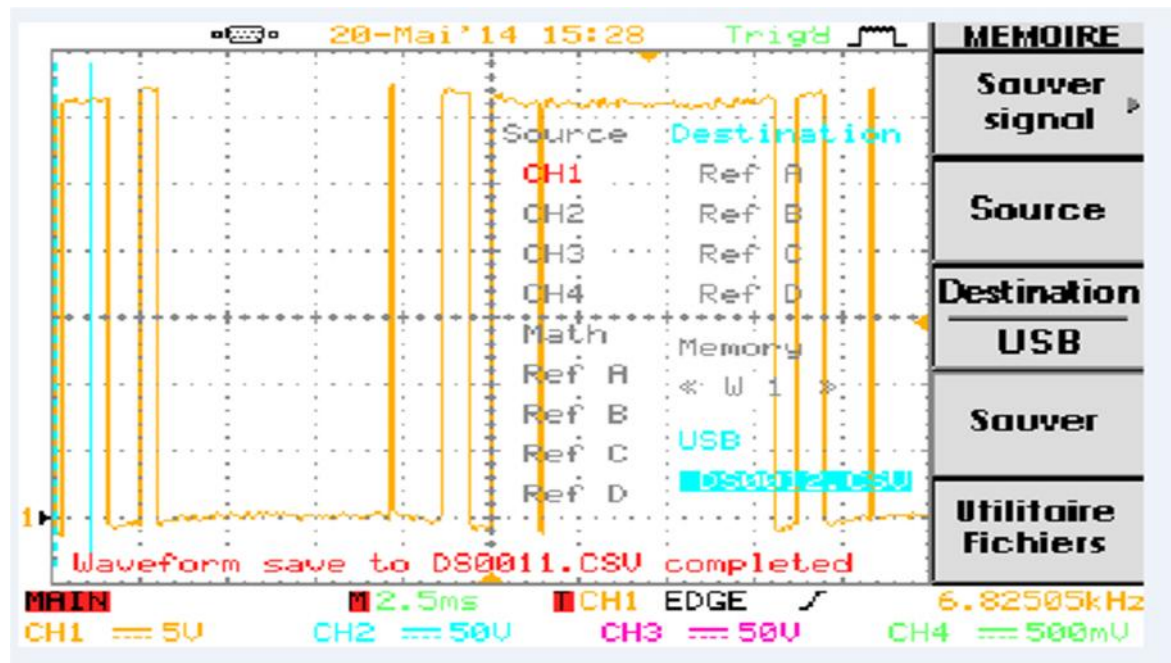 20-Mai'14 15:28 Trig'd MEMOIRE
Sauver
signal
Source Destination
CH1 Ref A
CH2 Ref B
CH3 Ref C
CH4 Ref D
Math
Memory
Ref A
« W 1 »
Ref B
USB
Ref C
DS0012.CSV
Ref D
Source
Destination
USB
Sauver
Utilitaire
Fichiers
1
Waveform save to DS0011.CSV completed
MAIN M 2.5ms T CH1 EDGE 6.82505kHz
CH1 5V CH2 50V CH3 50V CH4 500mV